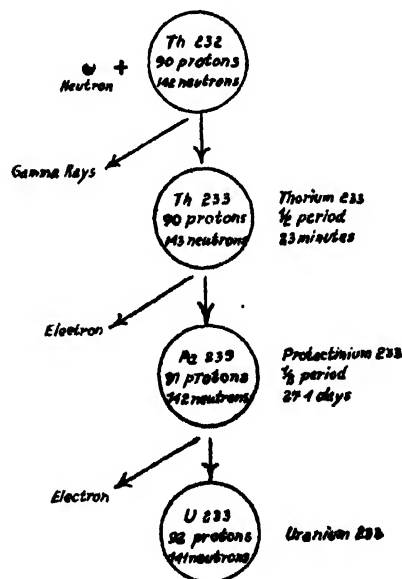 Th 232
90 protons
142 neutrons
+
Neutron
Gamma Rays
Th 233
90 protons
143 neutrons
Thorium 233
1/2 period
23 minutes
Electron
Pa 239
91 protons
142 neutrons
Protactinium 233
1/2 period
27.4 days
Electron
U 233
92 protons
141 neutrons
Uranium 233